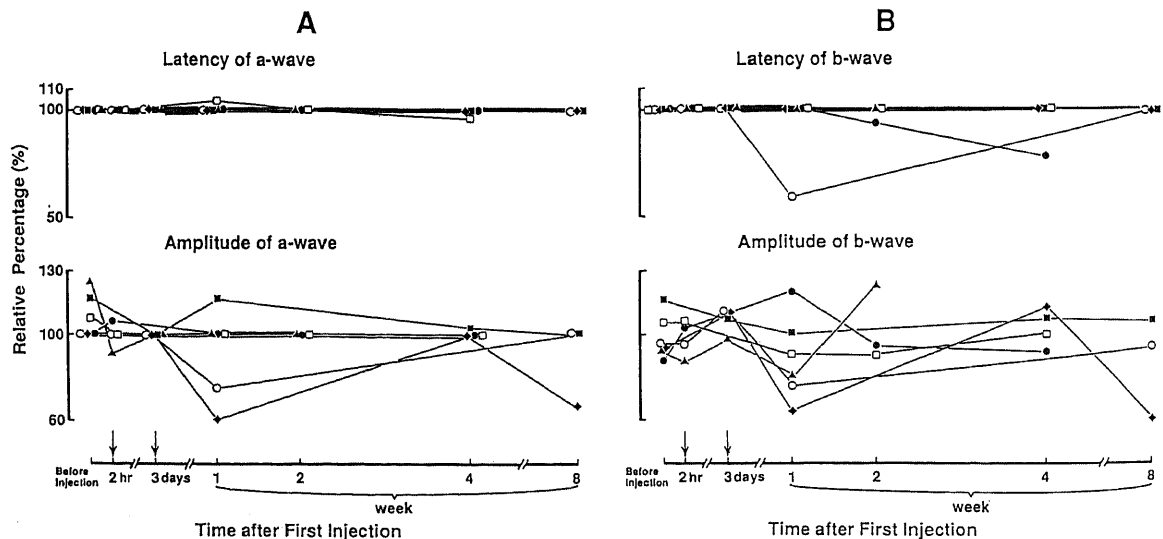 A
B
Latency of a-wave
Latency of b-wave
110
100
50
Relative Percentage (%)
Amplitude of a-wave
Amplitude of b-wave
130
100
60
Before Injection
2 hr
3 days
1
2
4
8
week
Time after First Injection
Before Injection
2 hr
3 days
1
2
4
8
week
Time after First Injection